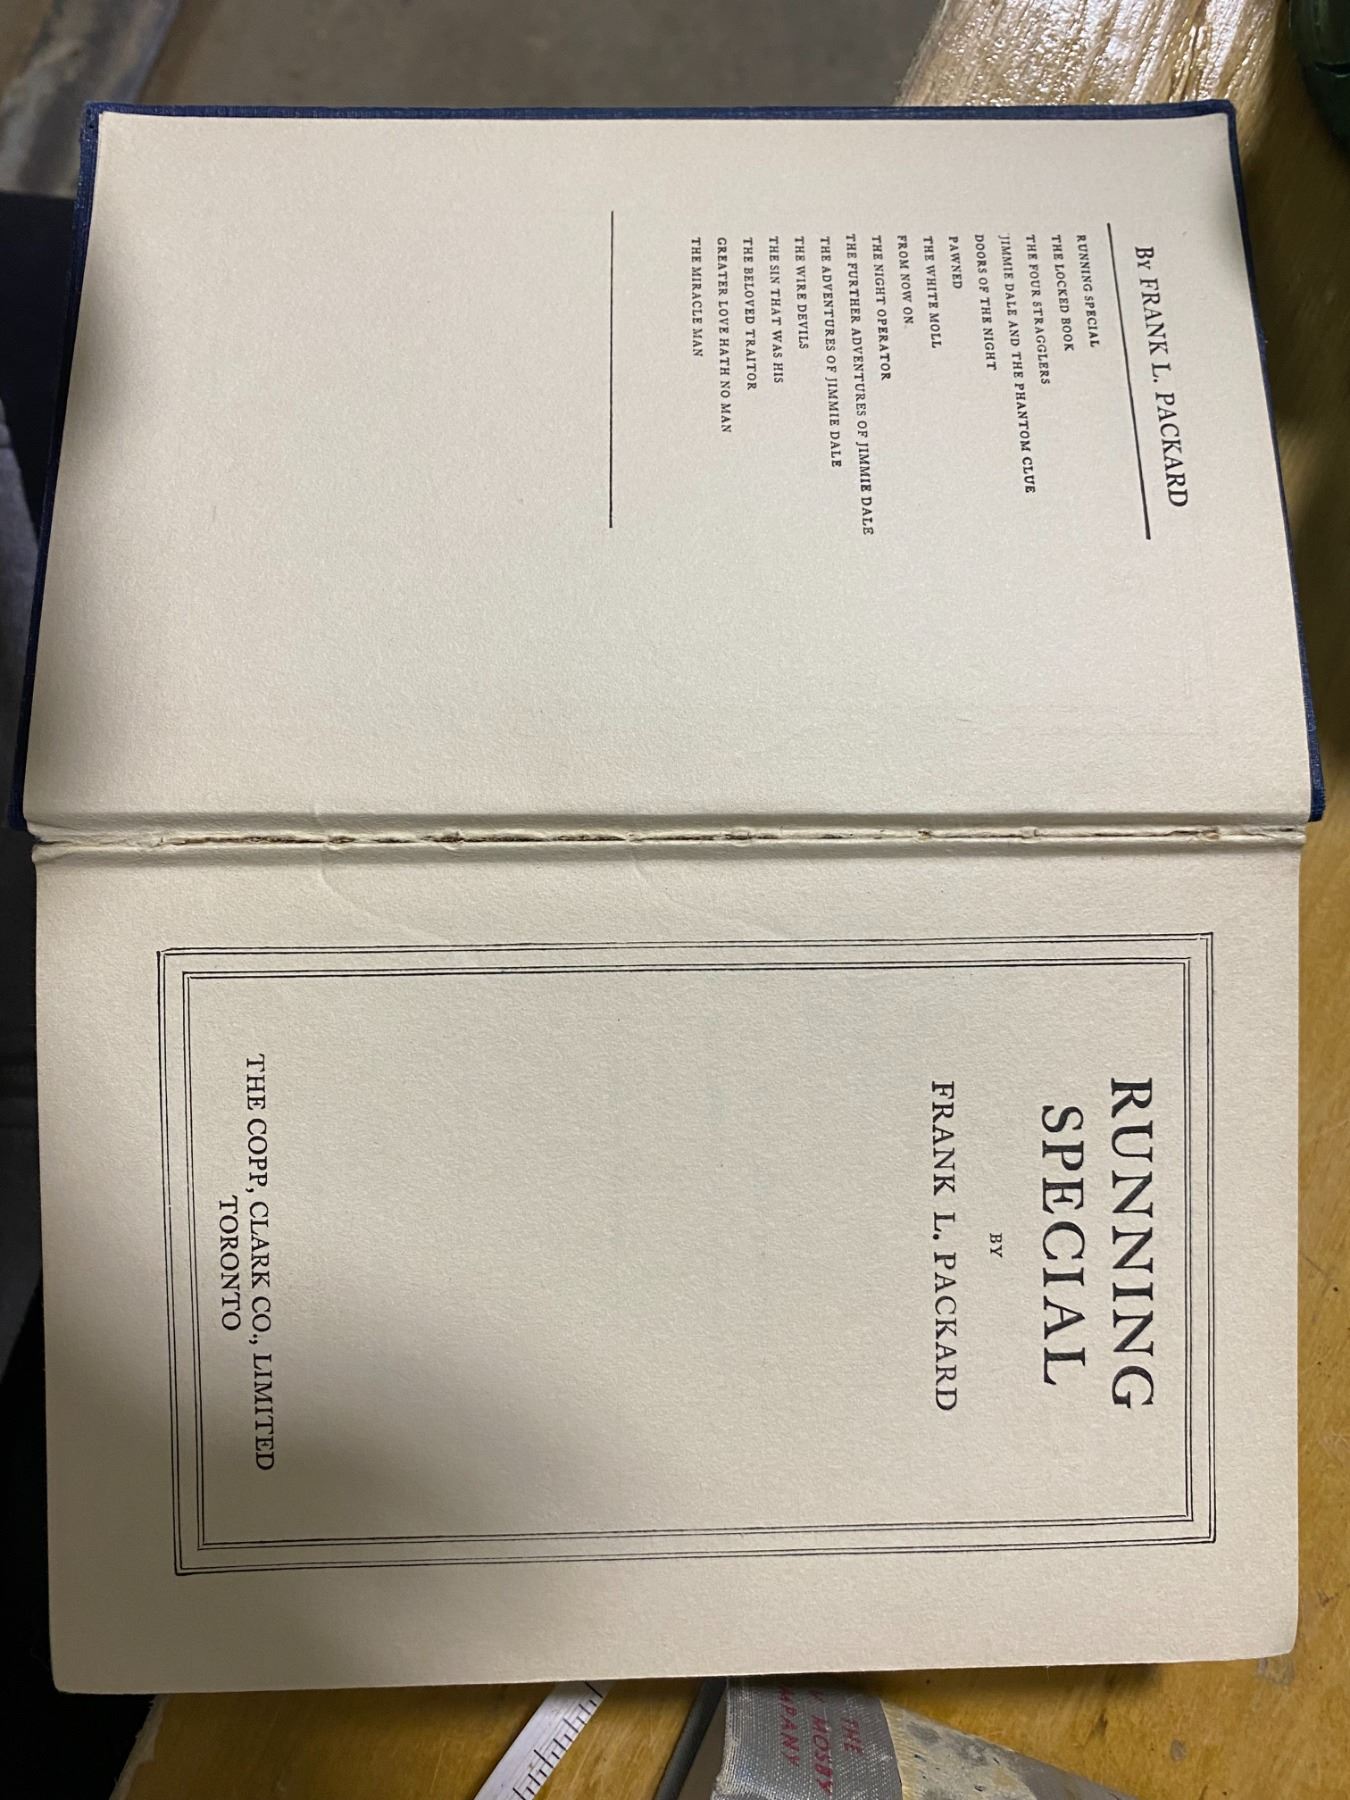 By FRANK L. PACKARD
RUNNING SPECIAL
THE LOCKED BOOK
THE FOUR STRAGGLERS
JIMMIE DALE AND THE PHANTOM CLUE
DOORS OF THE NIGHT
PAWNED
THE WHITE MOLL
FROM NOW ON
THE NIGHT OPERATOR
THE FURTHER ADVENTURES OF JIMMIE DALE
THE ADVENTURES OF JIMMIE DALE
THE WIRE DEVILS
THE SIN THAT WAS HIS
THE BELOVED TRAITOR
GREATER LOVE HATH NO MAN
THE MIRACLE MAN
RUNNING
SPECIAL
BY
FRANK L. PACKARD
THE COPP, CLARK CO., LIMITED
TORONTO
THE
MOSBY